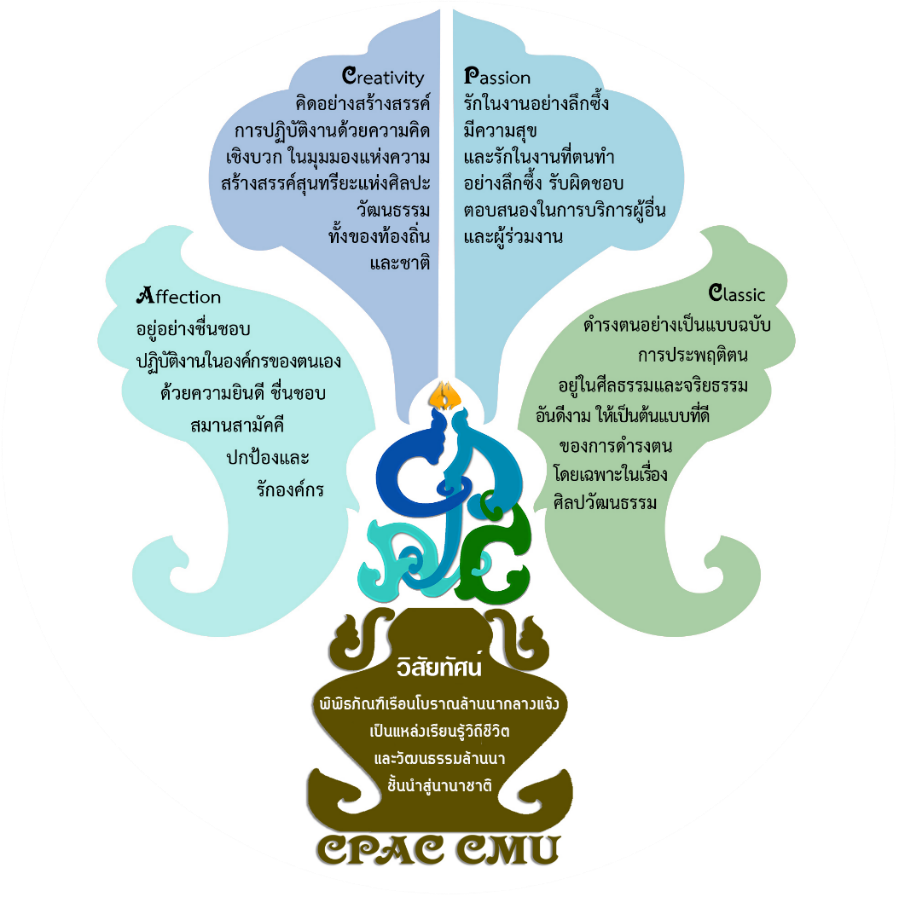 Creativity
คิดอย่างสร้างสรรค์
การปฏิบัติงานด้วยความคิด
เชิงบวก ในมุมมองแห่งความ
สร้างสรรค์สุนทรียะแห่งศิลปะ
วัฒนธรรม
ทั้งของท้องถิ่น
และชาติ
Passion
รักในงานอย่างลึกซึ้ง
มีความสุข
และรักในงานที่ตนทำ
อย่างลึกซึ้ง รับผิดชอบ
ตอบสนองในการบริการผู้อื่น
และผู้ร่วมงาน
Affection
อยู่อย่างชื่นชอบ
ปฏิบัติงานในองค์กรของตนเอง
ด้วยความยินดี ชื่นชอบ
สมานสามัคคี
ปกป้องและ
รักองค์กร
Classic
ดำรงตนอย่างเป็นแบบฉบับ
การประพฤติตน
อยู่ในศีลธรรมและจริยธรรม
อันดีงาม ให้เป็นต้นแบบที่ดี
ของการดำรงตน
โดยเฉพาะในเรื่อง
ศิลปวัฒนธรรม
วิสัยทัศน์
พิพิธภัณฑ์เรือนโบราณล้านนากลางแจ้ง
เป็นแหล่งเรียนรู้วิถีชีวิต
และวัฒนธรรมล้านนา
ชั้นนำสู่นานาชาติ
CPAC CMU